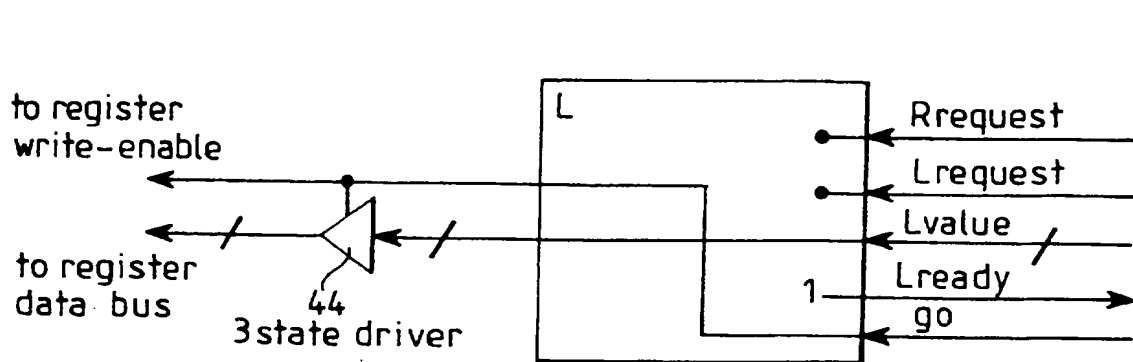 to register
write-enable
L
Rrequest
Lrequest
Lvalue
1
Lready
go
to register
data bus
44
3state driver